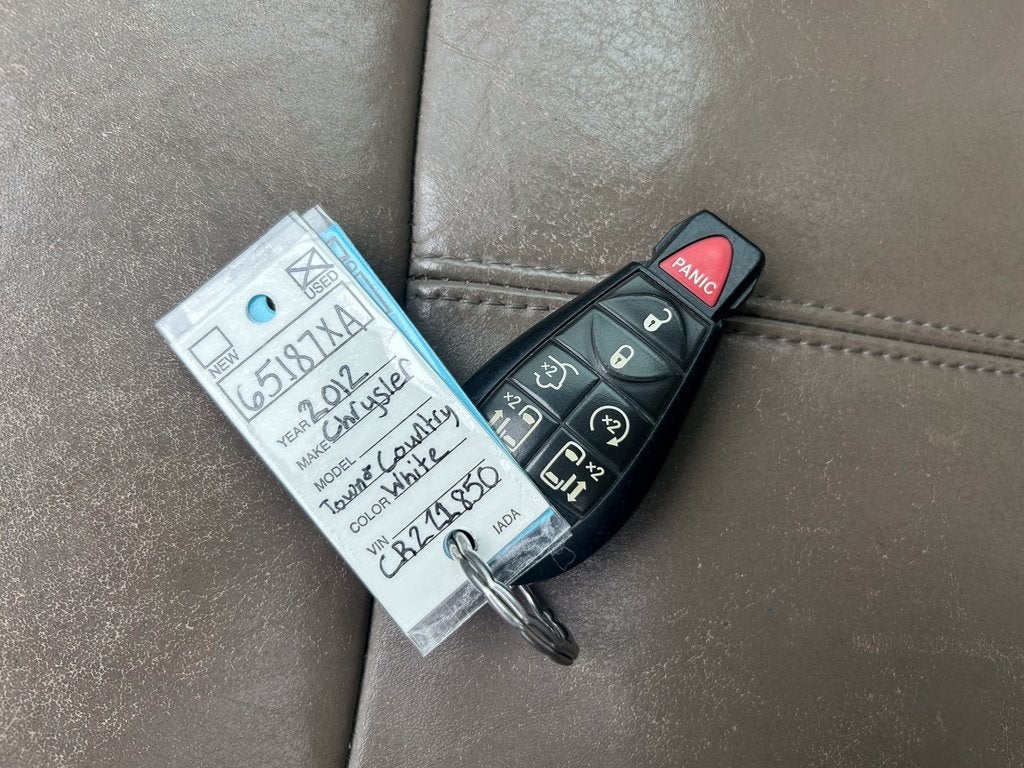 USED
NEW
65187XA
YEAR 2012
MAKE Chrysler
MODEL
Town & Country
COLOR White
VIN
CR211850
IADA
PANIC
x2
x2
x2
x2